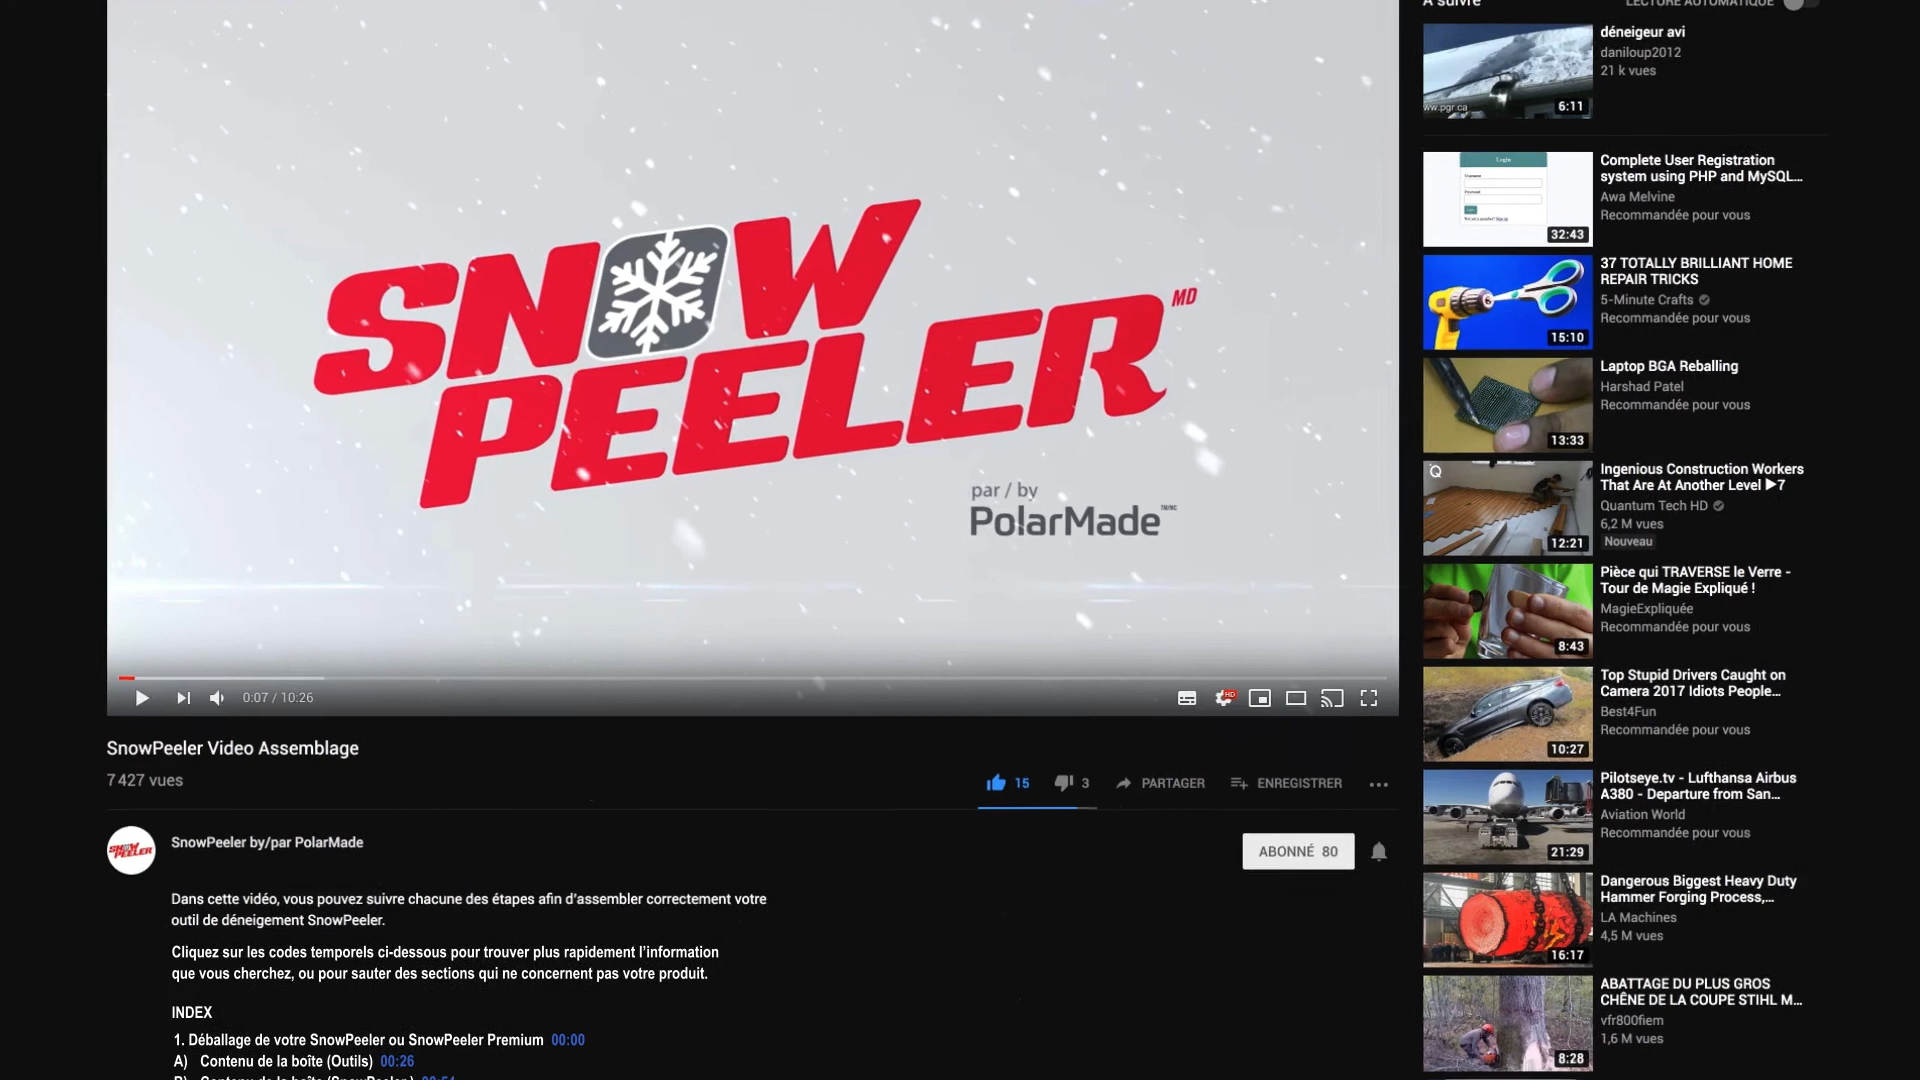 SNOW
PEELER MD
par / by
PolarMade
0:07 / 10:26
HD
SnowPeeler Video Assemblage
7 427 vues
15
3
PARTAGER
ENREGISTRER
SNOW
PEELER
SnowPeeler by/par PolarMade
ABONNÉ 80
Dans cette vidéo, vous pouvez suivre chacune des étapes afin d'assembler correctement votre
outil de déneigement SnowPeeler.
Cliquez sur les codes temporels ci-dessous pour trouver plus rapidement l'information
que vous cherchez, ou pour sauter des sections qui ne concernent pas votre produit.
INDEX
1. Déballage de votre SnowPeeler ou SnowPeeler Premium 00:00
A) Contenu de la boîte (Outils) 00:26
À suivre
LECTURE AUTOMATIQUE
ww.pgr.ca
6:11
déneigeur avi
daniloup2012
21 k vues
Login
32:43
Complete User Registration
system using PHP and MySQL...
Awa Melvine
Recommandée pour vous
15:10
37 TOTALLY BRILLIANT HOME
REPAIR TRICKS
5-Minute Crafts
Recommandée pour vous
13:33
Laptop BGA Reballing
Harshad Patel
Recommandée pour vous
Q
12:21
Ingenious Construction Workers
That Are At Another Level ▶7
Quantum Tech HD
6,2 M vues
Nouveau
8:43
Pièce qui TRAVERSE le Verre -
Tour de Magie Expliqué !
MagieExpliquée
Recommandée pour vous
10:27
Top Stupid Drivers Caught on
Camera 2017 Idiots People...
Best4Fun
Recommandée pour vous
21:29
Pilotseye.tv - Lufthansa Airbus
A380 - Departure from San...
Aviation World
Recommandée pour vous
16:17
Dangerous Biggest Heavy Duty
Hammer Forging Process,...
LA Machines
4,5 M vues
8:28
ABATTAGE DU PLUS GROS
CHÊNE DE LA COUPE STIHL M...
vfr800fiem
1,6 M vues